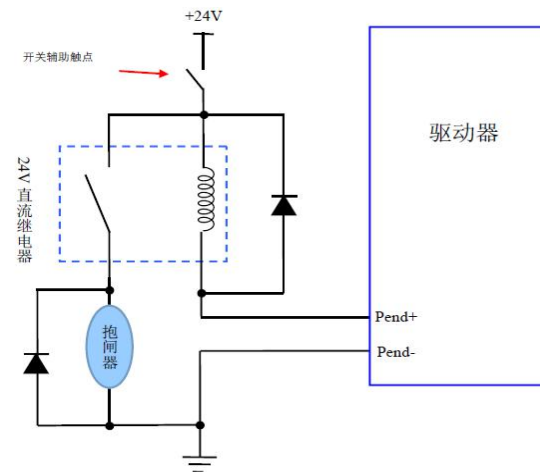 +24V
开关辅助触点
驱动器
24V 直流继电器
Pend+
抱闸器
Pend-